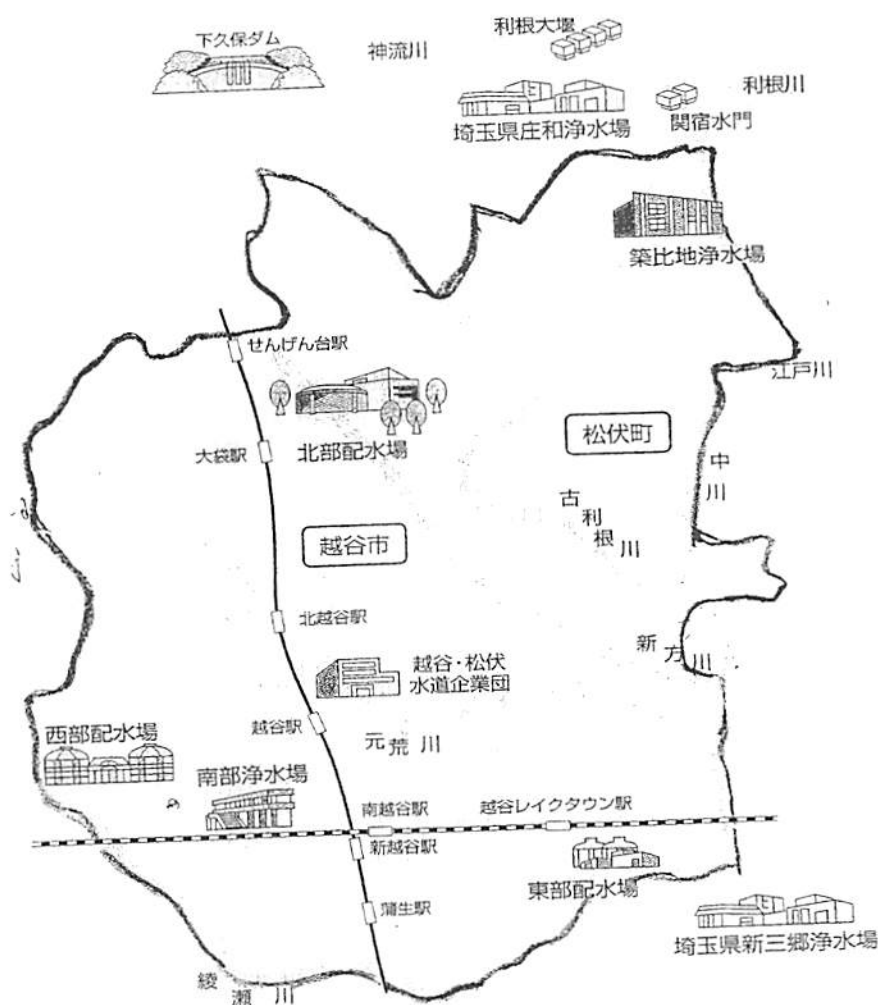 下久保ダム
神流川
利根大堰
利根川
埼玉県庄和浄水場
関宿水門
築比地浄水場
せんげん台駅
江戸川
北部配水場
松伏町
大袋駅
中川
古利根川
越谷市
北越谷駅
新方川
越谷・松伏
水道企業団
越谷駅
元荒川
西部配水場
南部浄水場
南越谷駅
越谷レイクタウン駅
新越谷駅
東部配水場
蒲生駅
埼玉県新三郷浄水場
綾瀬川